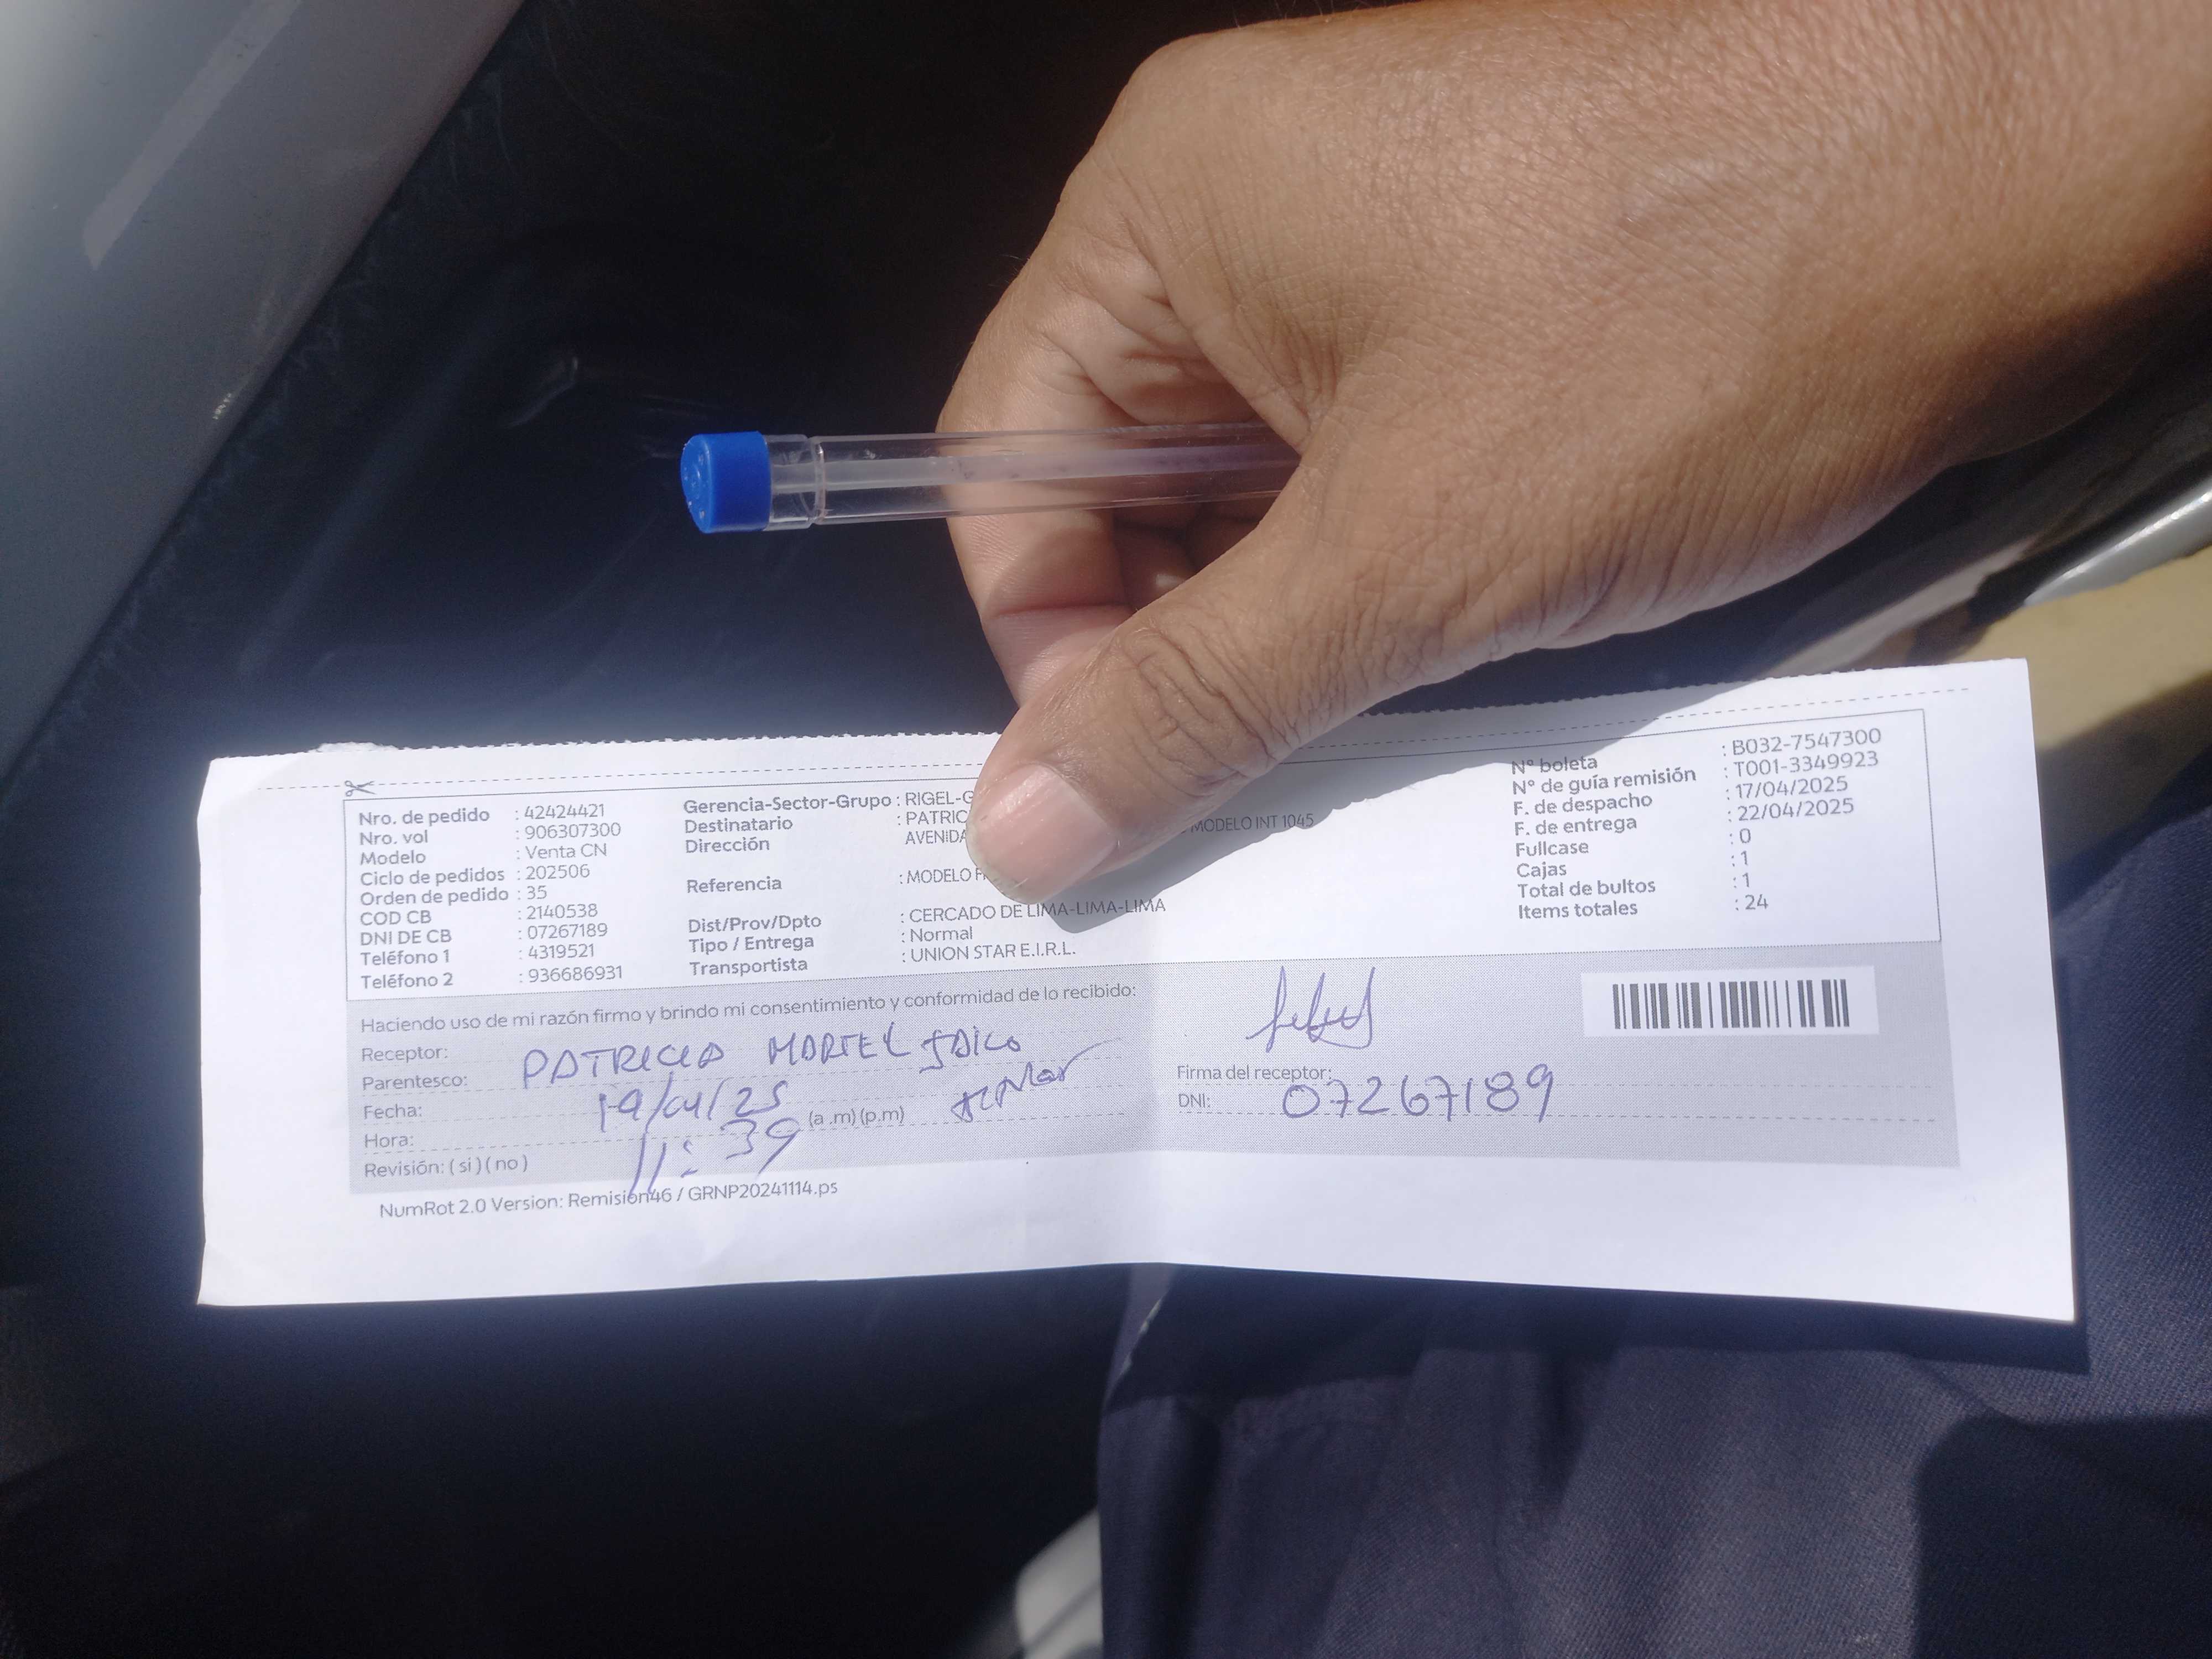 Nro. de pedido : 42424421
Nro. vol : 906307300
Modelo : Venta CN
Ciclo de pedidos : 202506
Orden de pedido : 35
COD CB : 2140538
DNI DE CB : 07267189
Teléfono 1 : 4319521
Teléfono 2 : 936686931
Gerencia-Sector-Grupo : RIGEL-G
Destinatario : PATRIC
Dirección AVENIDA MODELO INT 1045
Referencia : MODELO
Dist/Prov/Dpto : CERCADO DE LIMA-LIMA-LIMA
Tipo / Entrega : Normal
Transportista : UNION STAR E.I.R.L.
N° boleta : B032-7547300
N° de guía remisión : T001-3349923
F. de despacho : 17/04/2025
F. de entrega : 22/04/2025
Fullcase : 0
Cajas : 1
Total de bultos : 1
Items totales : 24
Haciendo uso de mi razón firmo y brindo mi consentimiento y conformidad de lo recibido:
Receptor: PATRICIA MORTEL
Parentesco:
Fecha: 19/04/25
Hora: 11:39 (a .m) (p.m)
Revisión: ( si ) ( no )
Firma del receptor:
DNI: 07267189
NumRot 2.0 Version: Remisión46 / GRNP20241114.ps